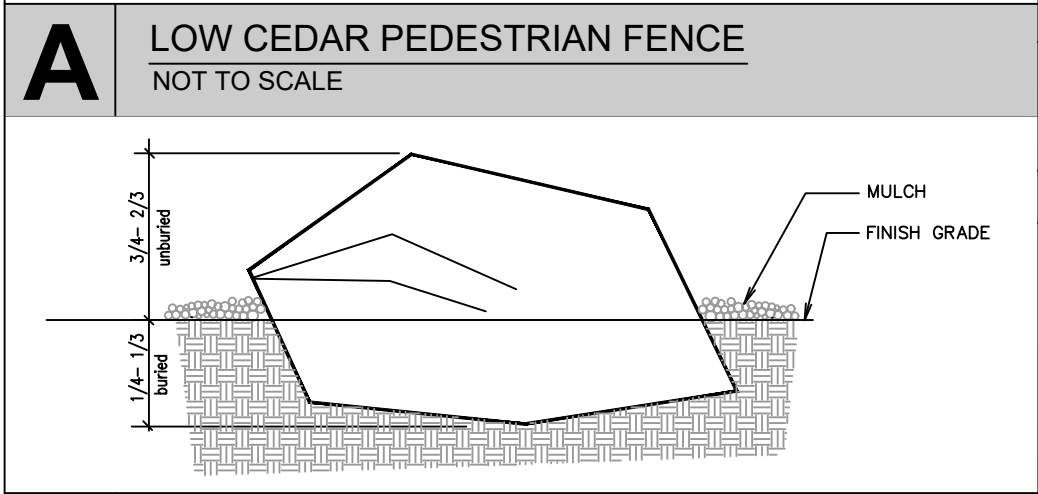 A
LOW CEDAR PEDESTRIAN FENCE
NOT TO SCALE
3/4- 2/3
unburied
1/4- 1/3
buried
MULCH
FINISH GRADE